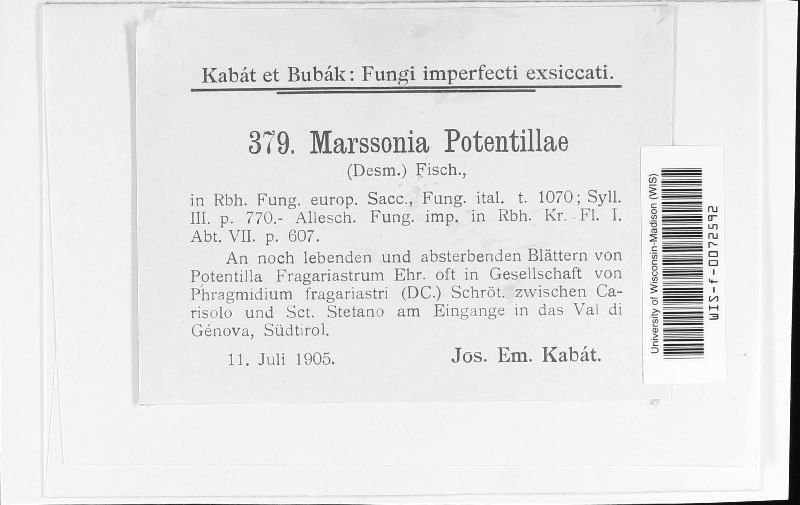 Kabát et Bubák: Fungi imperfecti exsiccati.
379. Marssonia Potentillae
(Desm.) Fisch.,
in Rbh. Fung. europ. Sacc., Fung. ital. t. 1070; Syll.
III. p. 770.- Allesch. Fung. imp. in Rbh. Kr. Fl. I.
Abt. VII. p. 607.
An noch lebenden und absterbenden Blättern von
Potentilla Fragariastrum Ehr. oft in Gesellschaft von
Phragmidium fragariastri (DC.) Schröt. zwischen Ca-
risolo und Sct. Stefano am Eingange in das Val di
Génova, Südtirol.
11. Juli 1905.
Jos. Em. Kabát.
University of Wisconsin-Madison (WIS)
WIS-f-0072592